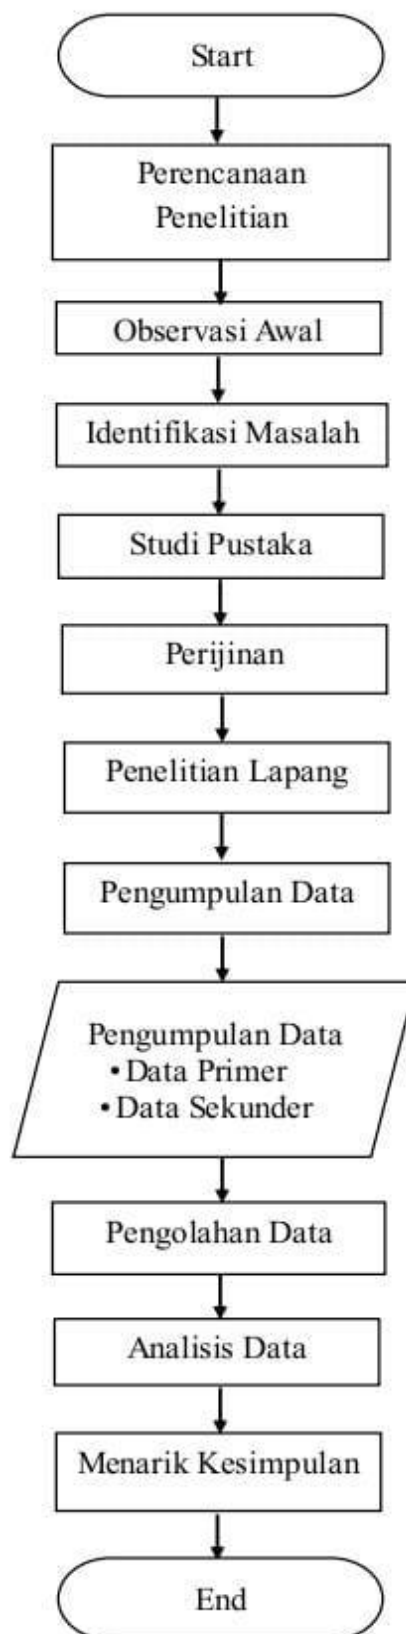 Start
Perencanaan
Penelitian
Observasi Awal
Identifikasi Masalah
Studi Pustaka
Perijinan
Penelitian Lapang
Pengumpulan Data
Pengumpulan Data
•Data Primer
•Data Sekunder
Pengolahan Data
Analisis Data
Menarik Kesimpulan
End